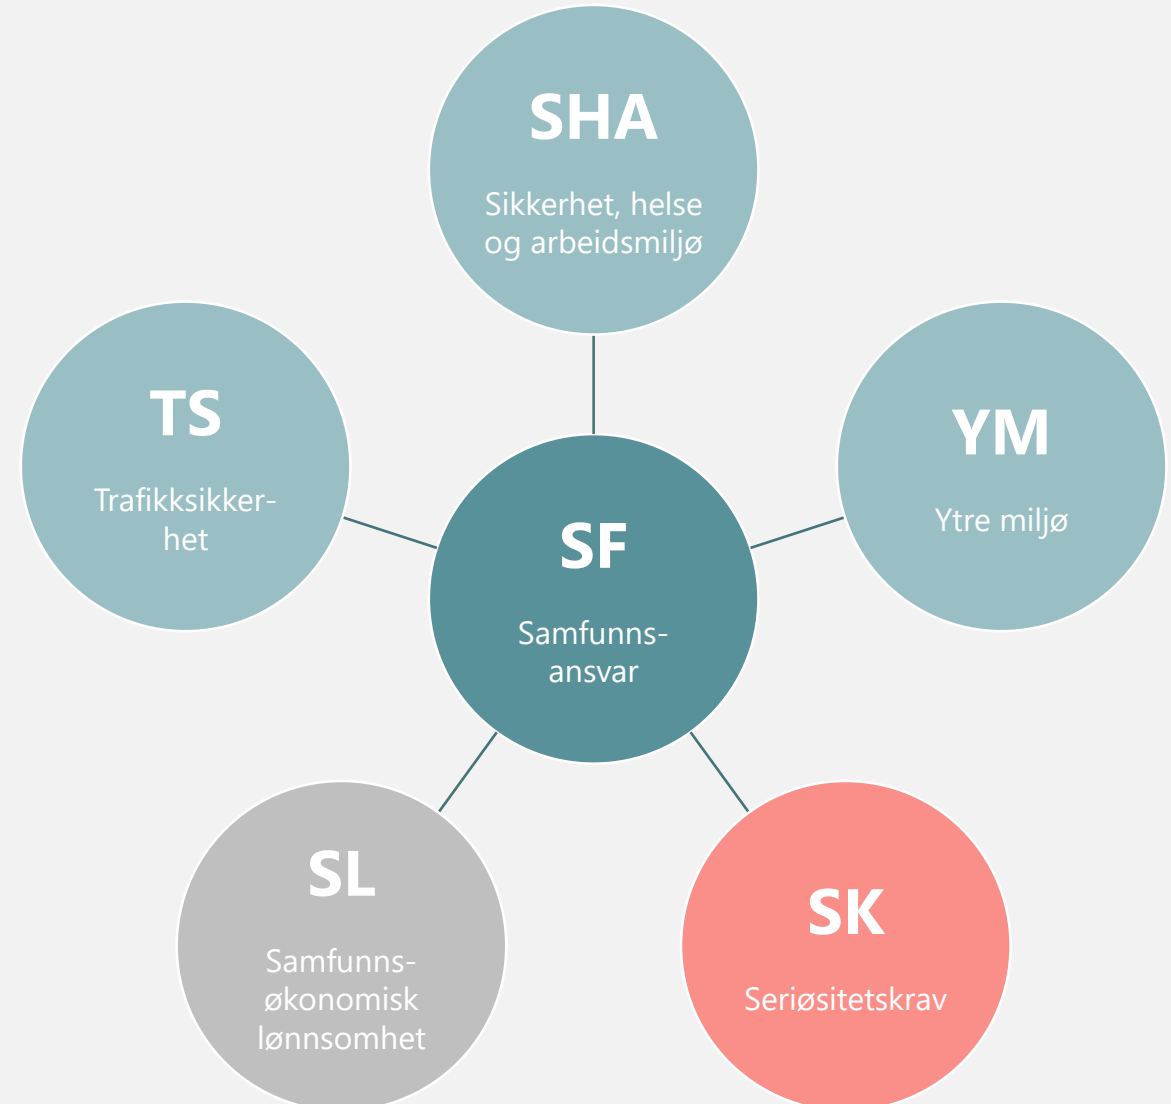 SHA
Sikkerhet, helse
og arbeidsmiljø
TS
Trafikksikker-
het
YM
Ytre miljø
SF
Samfunns-
ansvar
SL
Samfunns-
økonomisk
lønnsomhet
SK
Seriøsitetskrav